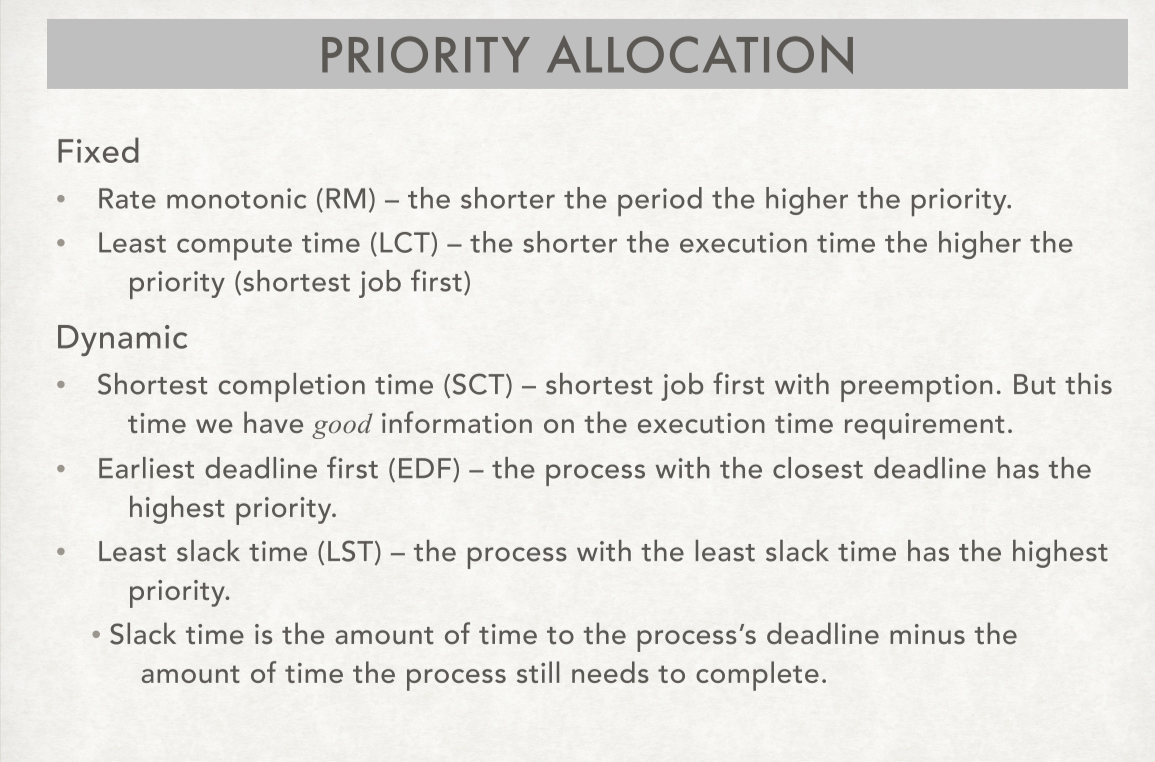 PRIORITY ALLOCATION
Fixed
• Rate monotonic (RM) – the shorter the period the higher the priority.
• Least compute time (LCT) – the shorter the execution time the higher the
priority (shortest job first)
Dynamic
• Shortest completion time (SCT) – shortest job first with preemption. But this
time we have good information on the execution time requirement.
• Earliest deadline first (EDF) – the process with the closest deadline has the
highest priority.
• Least slack time (LST) – the process with the least slack time has the highest
priority.
• Slack time is the amount of time to the process’s deadline minus the
amount of time the process still needs to complete.